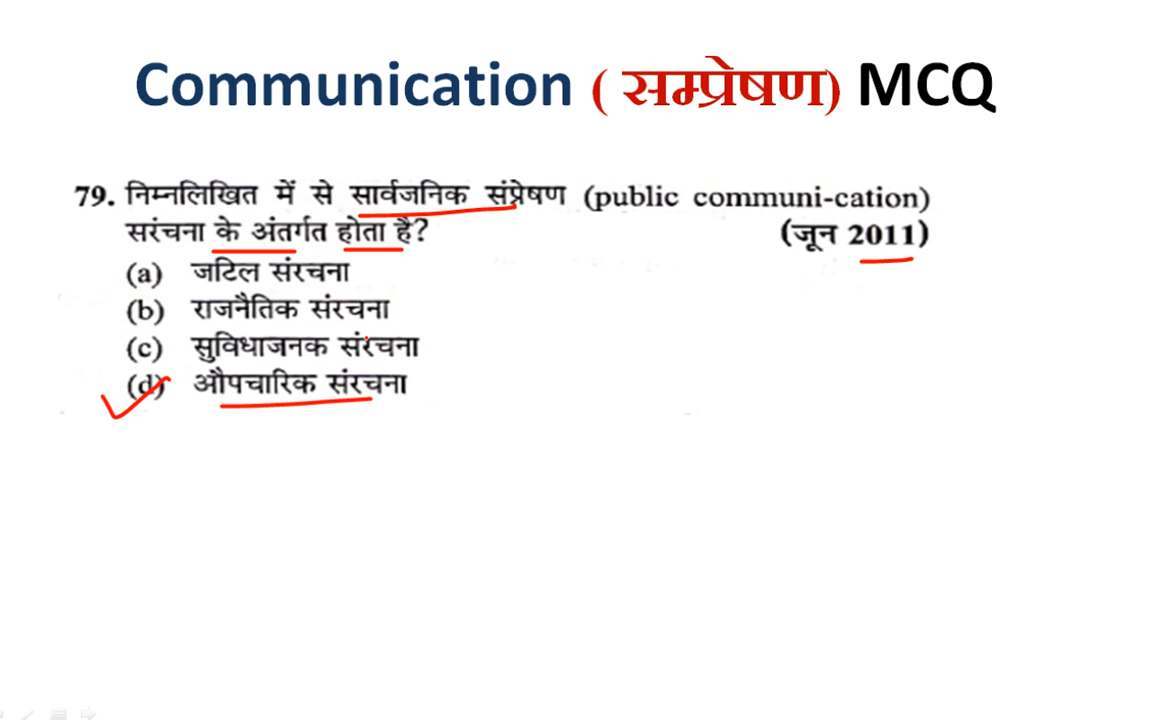 Communication ( सम्प्रेषण) MCQ
79. निम्नलिखित में से सार्वजनिक संप्रेषण (public communi-cation)
सरंचना के अंतर्गत होता है? (जून 2011)
(a) जटिल संरचना
(b) राजनैतिक संरचना
(c) सुविधाजनक संरचना
(d) औपचारिक संरचना